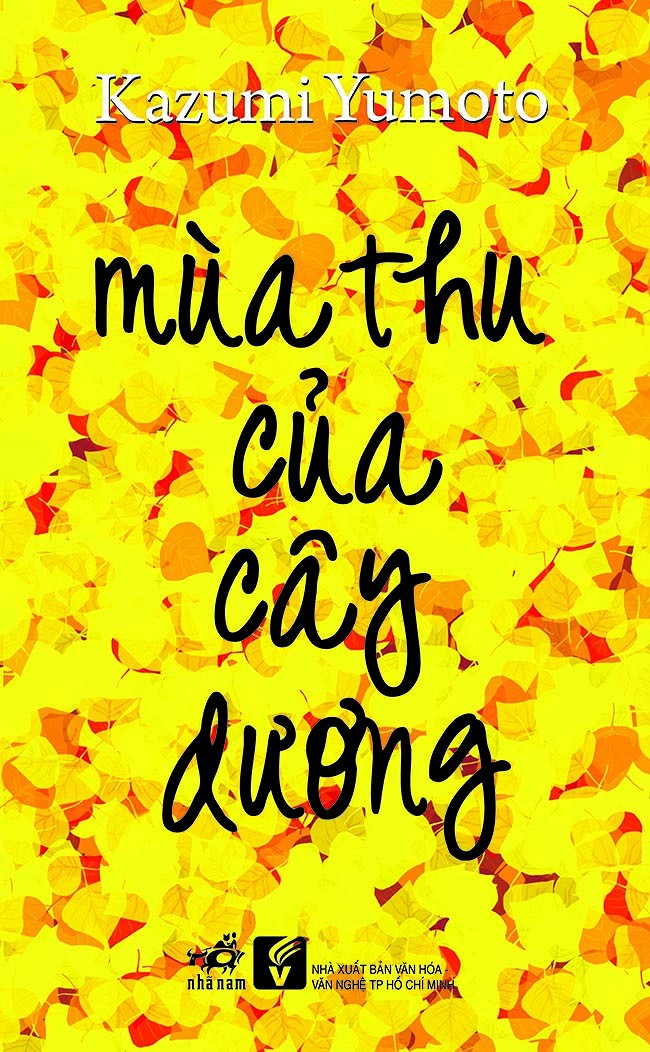 Kazumi Yumoto
mùa thu
của
cây
dương
nhã nam
V
NHÀ XUẤT BẢN VĂN HÓA -
VĂN NGHỆ TP HỒ CHÍ MINH